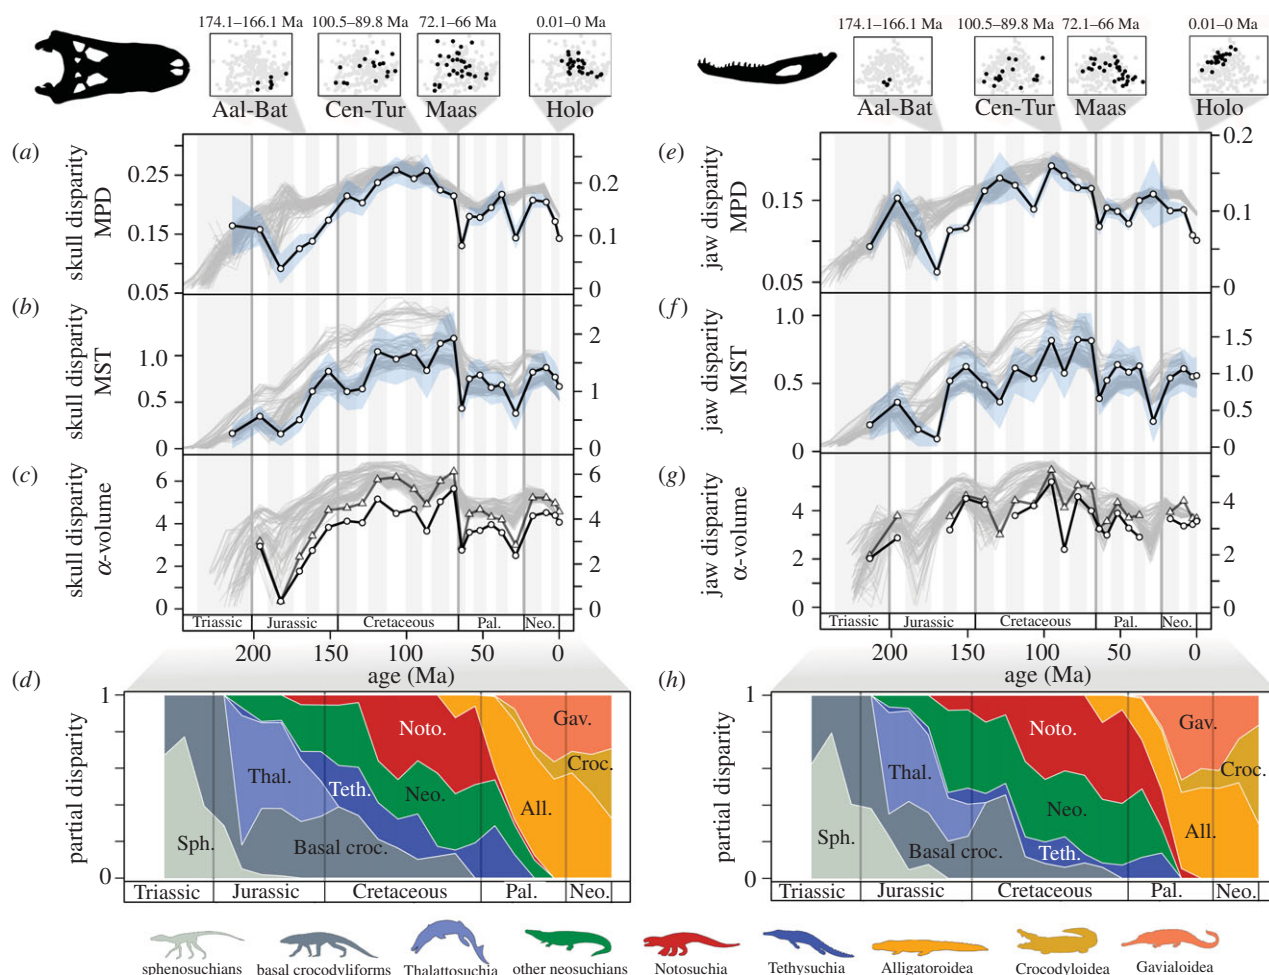 174.1–166.1 Ma 100.5–89.8 Ma 72.1–66 Ma 0.01–0 Ma
Aal-Bat Cen-Tur Maas Holo
(a)
skull disparity
MPD
0.25
0.15
0.05
0.2
0.1
0
(b)
skull disparity
MST
1.0
0.5
0
2
1
0
(c)
skull disparity
α-volume
6
4
2
0
6
4
2
0
Triassic Jurassic Cretaceous Pal. Neo.
200 150 100 50 0
age (Ma)
(d)
partial disparity
1
0
Sph.
Thal.
Basal croc.
Teth.
Neo.
Noto.
All.
Gav.
Croc.
Triassic Jurassic Cretaceous Pal. Neo.
174.1–166.1 Ma 100.5–89.8 Ma 72.1–66 Ma 0.01–0 Ma
Aal-Bat Cen-Tur Maas Holo
(e)
jaw disparity
MPD
0.15
0.05
0.2
0.1
0
(f)
jaw disparity
MST
1.0
0.5
0
1.5
1.0
0.5
0
(g)
jaw disparity
α-volume
4
2
0
4
2
0
Triassic Jurassic Cretaceous Pal. Neo.
200 150 100 50 0
age (Ma)
(h)
partial disparity
1
0
Sph.
Thal.
Basal croc.
Teth.
Neo.
Noto.
All.
Gav.
Croc.
Triassic Jurassic Cretaceous Pal. Neo.
sphenosuchians basal crocodyliforms Thalattosuchia other neosuchians Notosuchia Tethysuchia Alligatoroidea Crocodyloidea Gavialoidea